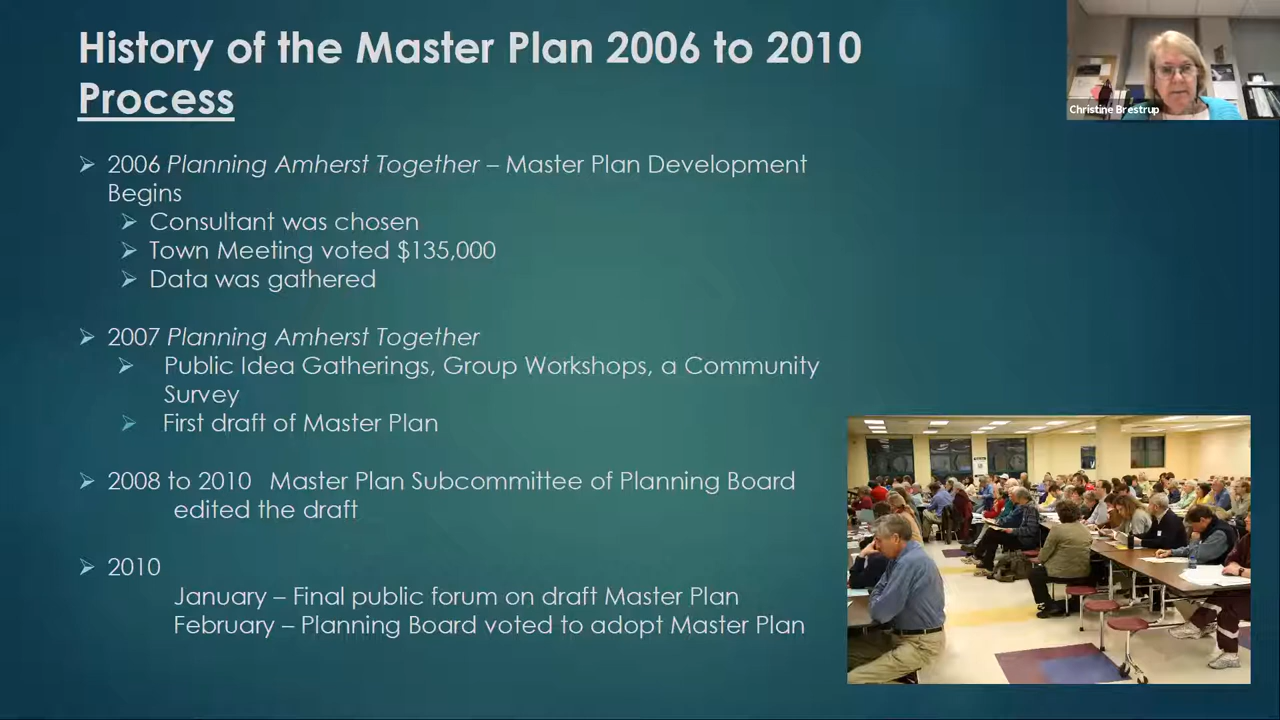 History of the Master Plan 2006 to 2010
Process
Christine Brestrup
➢ 2006 Planning Amherst Together – Master Plan Development
Begins
➢ Consultant was chosen
➢ Town Meeting voted $135,000
➢ Data was gathered
➢ 2007 Planning Amherst Together
➢ Public Idea Gatherings, Group Workshops, a Community
Survey
➢ First draft of Master Plan
➢ 2008 to 2010 Master Plan Subcommittee of Planning Board
edited the draft
➢ 2010
January – Final public forum on draft Master Plan
February – Planning Board voted to adopt Master Plan